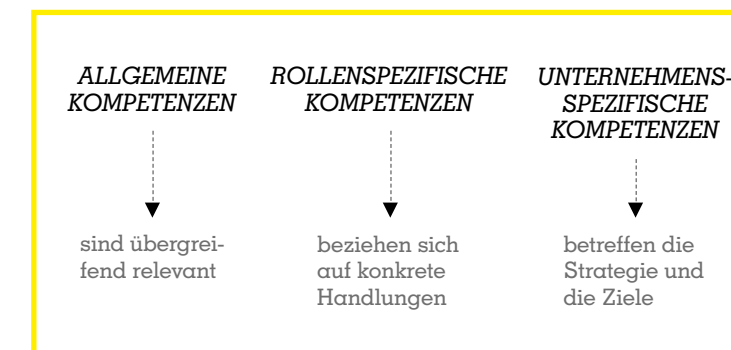 ALLGEMEINE
KOMPETENZEN
sind übergrei-
fend relevant
ROLLENSPEZIFISCHE
KOMPETENZEN
beziehen sich
auf konkrete
Handlungen
UNTERNEHMENS-
SPEZIFISCHE
KOMPETENZEN
betreffen die
Strategie und
die Ziele